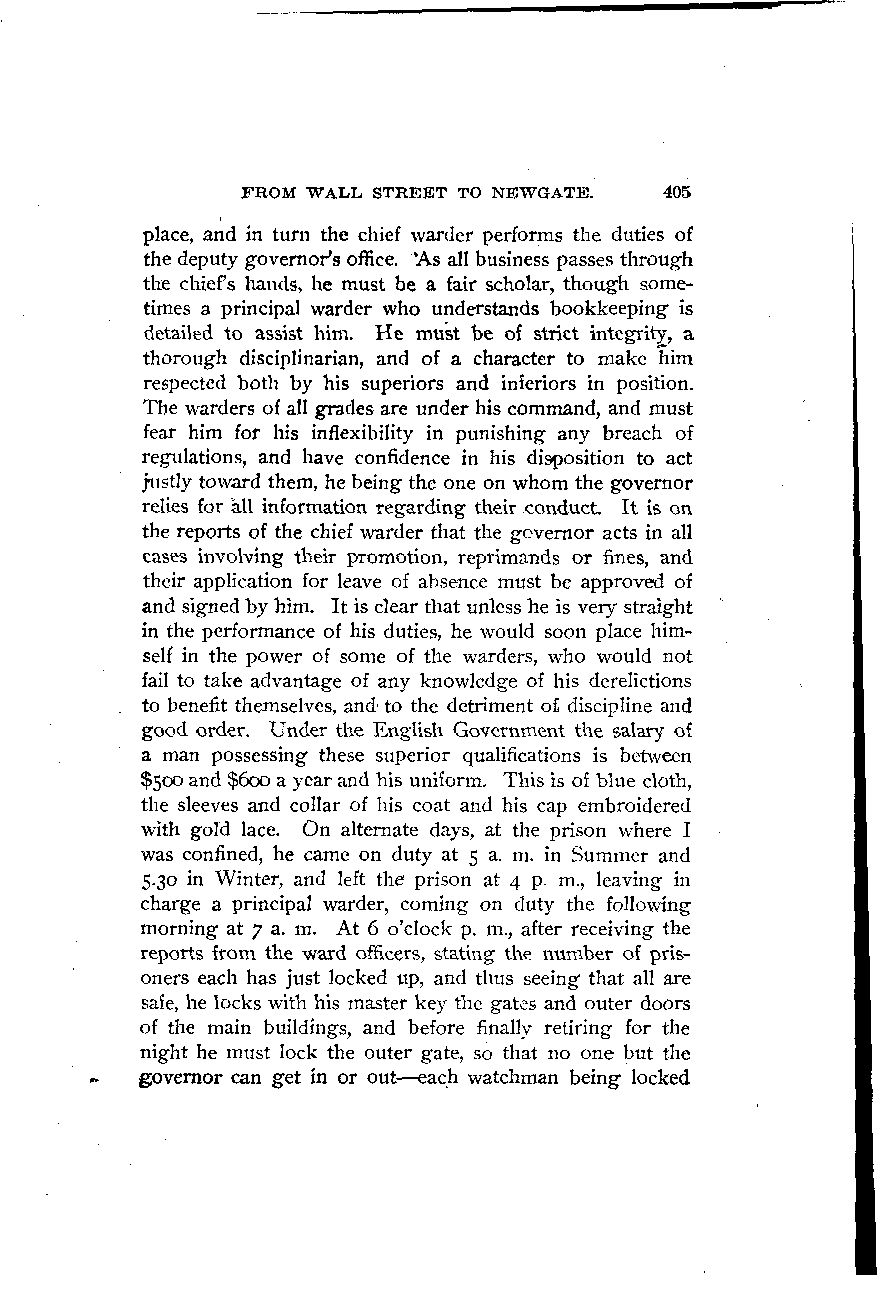 FROM WALL STREET TO NEWGATE. 405
place, and in turn the chief warder performs the duties of
the deputy governor's office. 'As all business passes through
the chief's hands, he must be a fair scholar, though some-
times a principal warder who understands bookkeeping is
detailed to assist him. He must be of strict integrity, a
thorough disciplinarian, and of a character to make him
respected both by his superiors and inferiors in position.
The warders of all grades are under his command, and must
fear him for his inflexibility in punishing any breach of
regulations, and have confidence in his disposition to act
justly toward them, he being the one on whom the governor
relies for all information regarding their conduct. It is on
the reports of the chief warder that the governor acts in all
cases involving their promotion, reprimands or fines, and
their application for leave of absence must be approved of
and signed by him. It is clear that unless he is very straight
in the performance of his duties, he would soon place him-
self in the power of some of the warders, who would not
fail to take advantage of any knowledge of his derelictions
to benefit themselves, and to the detriment of discipline and
good order. Under the English Government the salary of
a man possessing these superior qualifications is between
$500 and $600 a year and his uniform. This is of blue cloth,
the sleeves and collar of his coat and his cap embroidered
with gold lace. On alternate days, at the prison where I
was confined, he came on duty at 5 a. m. in Summer and
5.30 in Winter, and left the prison at 4 p. m., leaving in
charge a principal warder, coming on duty the following
morning at 7 a. m. At 6 o'clock p. m., after receiving the
reports from the ward officers, stating the number of pris-
oners each has just locked up, and thus seeing that all are
safe, he locks with his master key the gates and outer doors
of the main buildings, and before finally retiring for the
night he must lock the outer gate, so that no one but the
governor can get in or out—each watchman being locked